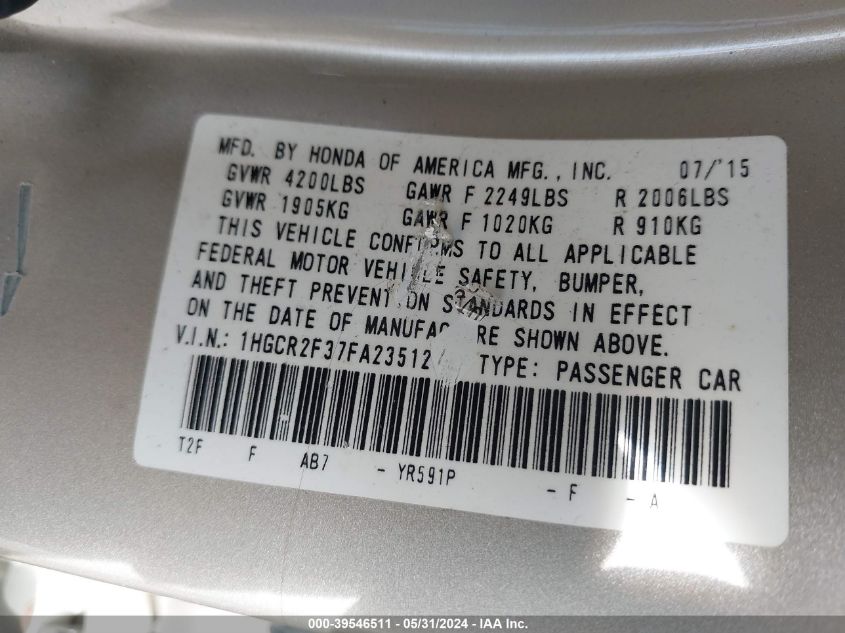 MFD. BY HONDA OF AMERICA MFG., INC. 07/'15
GVWR 4200LBS GAWR F 2249LBS R 2006LBS
GVWR 1905KG GAWR F 1020KG R 910KG
THIS VEHICLE CONFORMS TO ALL APPLICABLE
FEDERAL MOTOR VEHICLE SAFETY, BUMPER,
AND THEFT PREVENTION STANDARDS IN EFFECT
ON THE DATE OF MANUFAC RE SHOWN ABOVE.
V.I.N.: 1HGCR2F37FA23512 TYPE: PASSENGER CAR
T2F F AB7 - YR591P - F - A
000-39546511 - 05/31/2024 - IAA Inc.